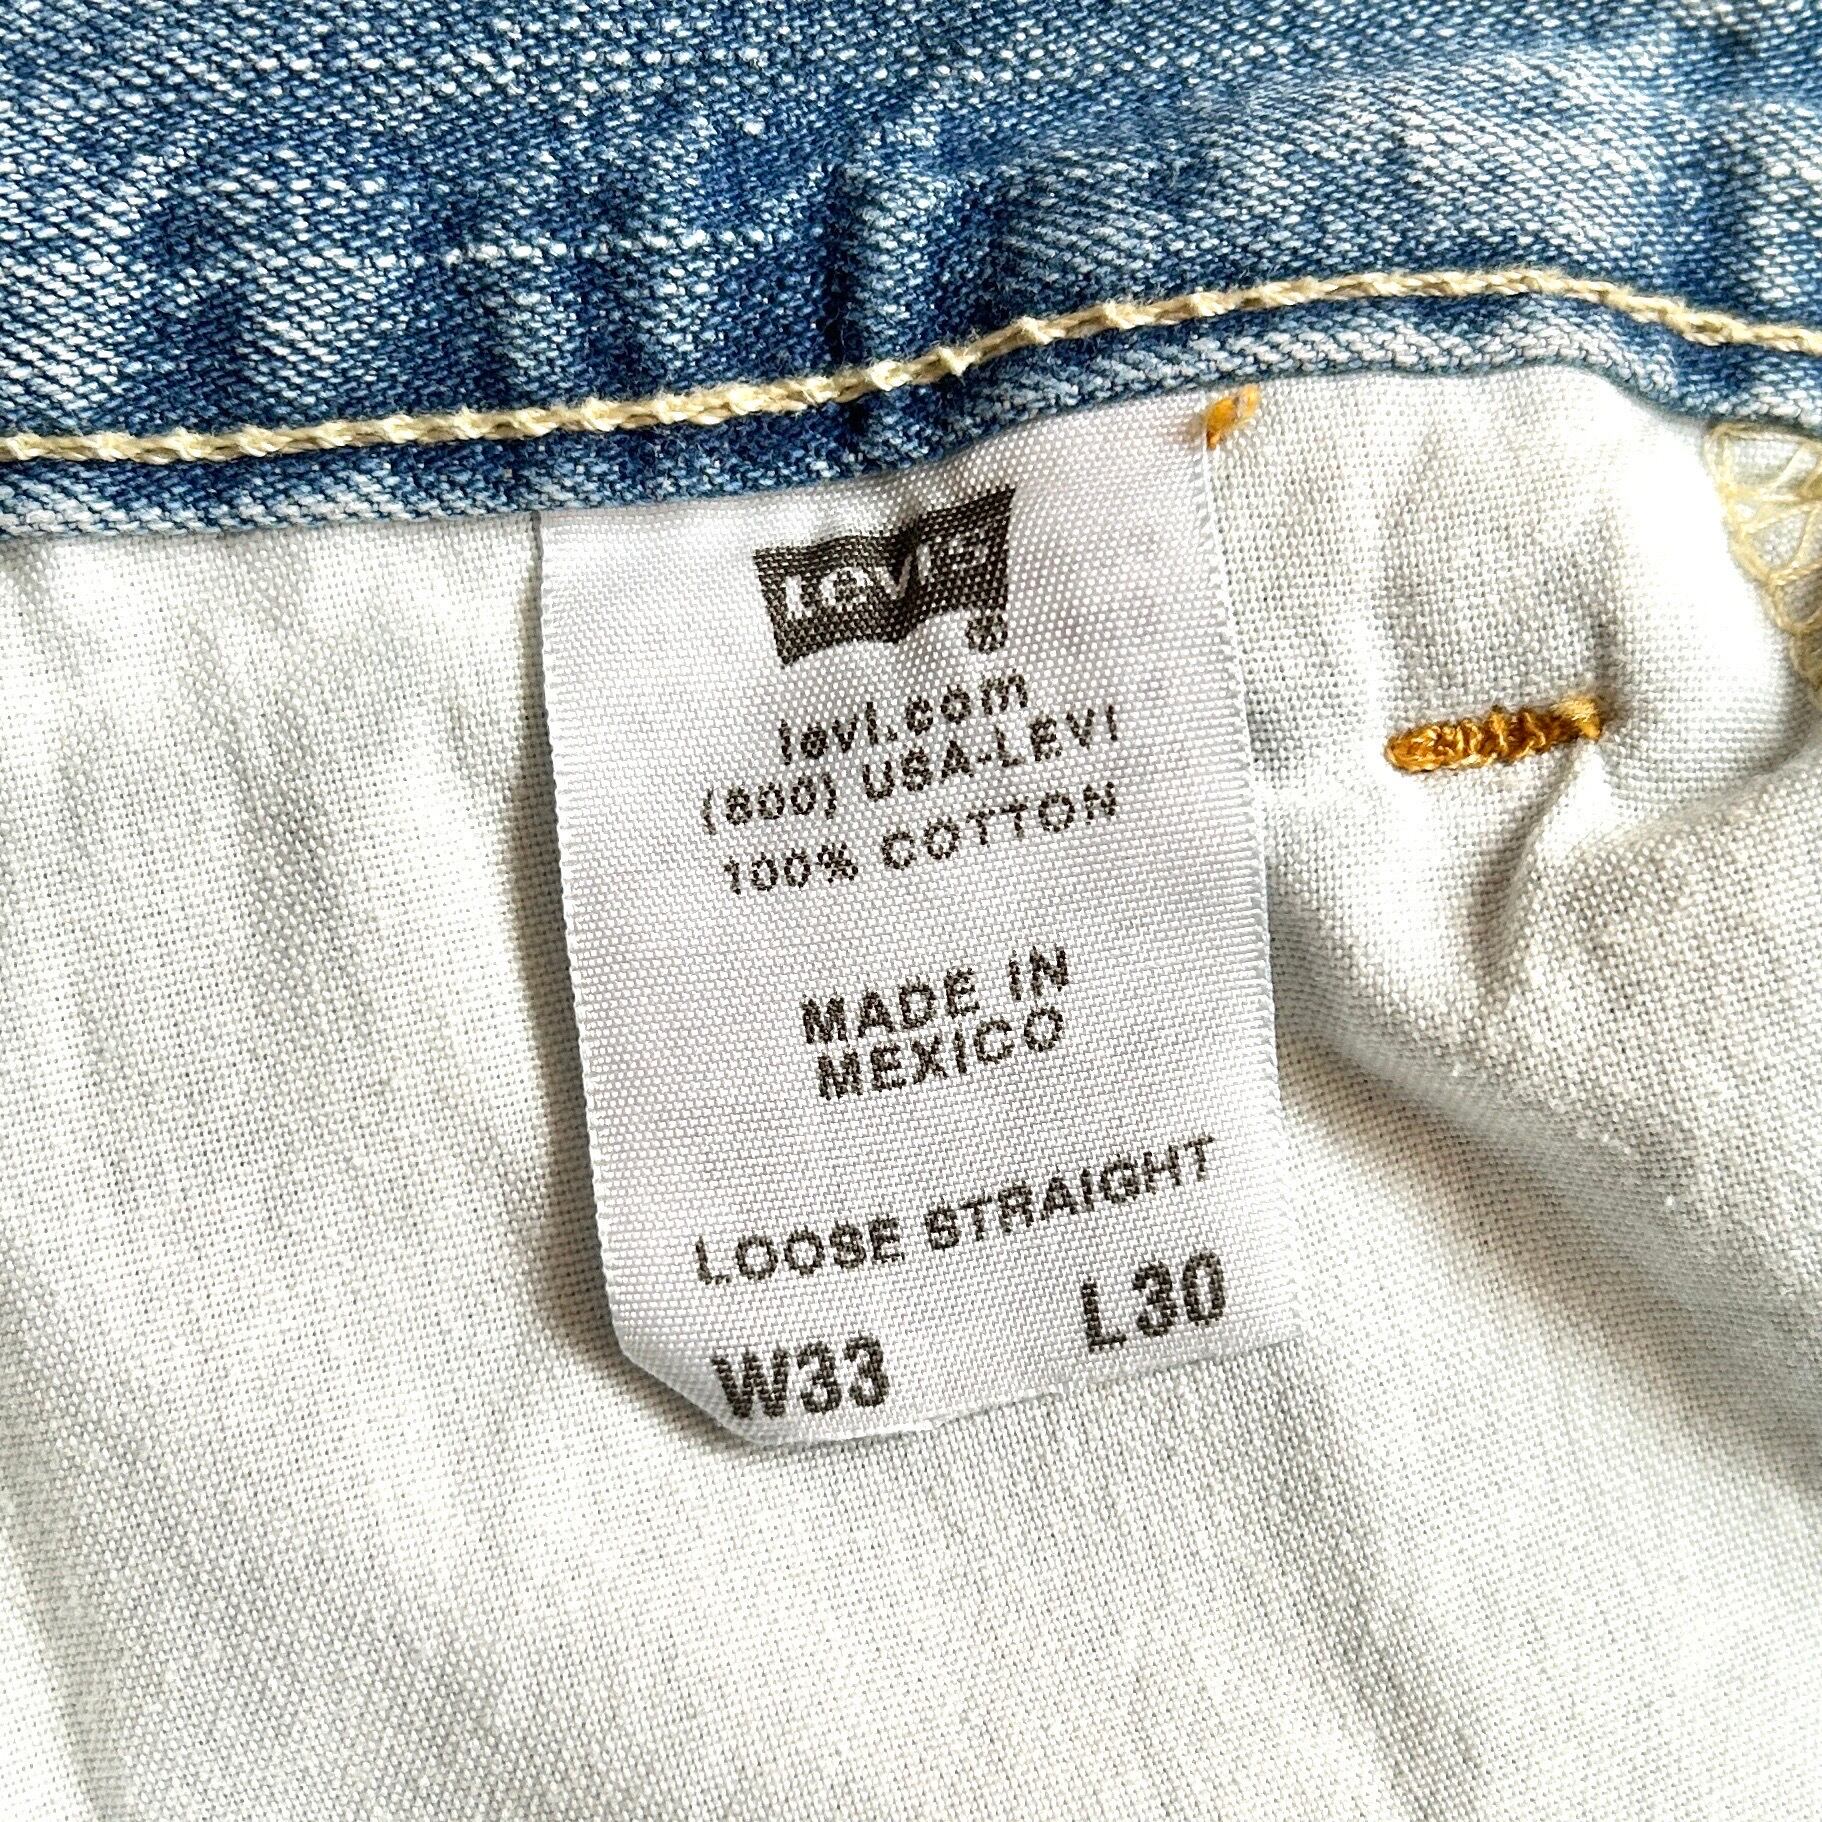 Levi's
®
levi.com
(800) USA-LEVI
100% COTTON
MADE IN
MEXICO
LOOSE STRAIGHT
W33 L30